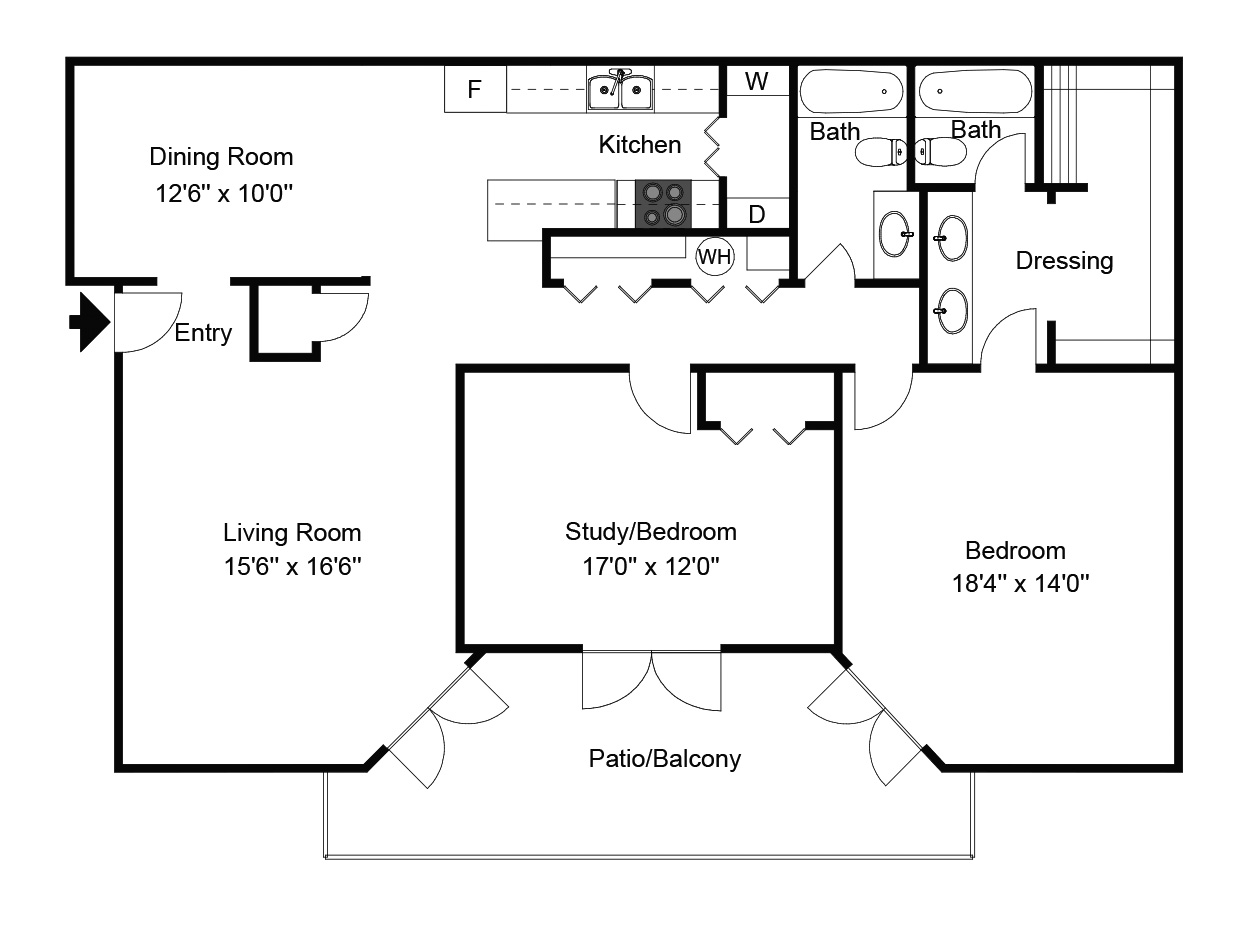 F
W
Kitchen
Bath
Bath
Dining Room
12'6" x 10'0"
D
WH
Dressing
Entry
Living Room
15'6" x 16'6"
Study/Bedroom
17'0" x 12'0"
Bedroom
18'4" x 14'0"
Patio/Balcony